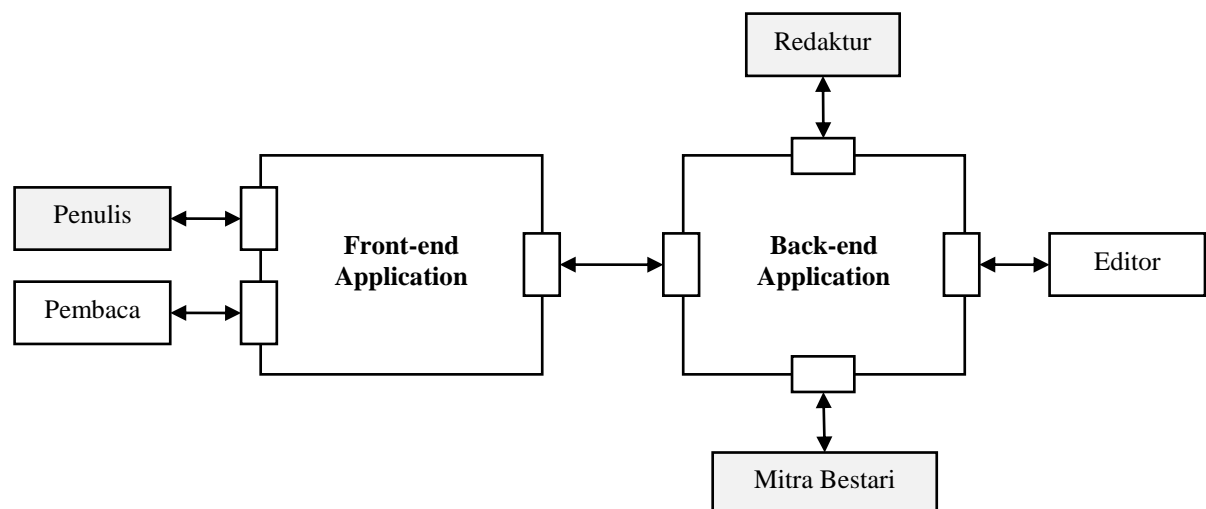 Redaktur
Penulis
Front-end
Application
Back-end
Application
Editor
Pembaca
Mitra Bestari